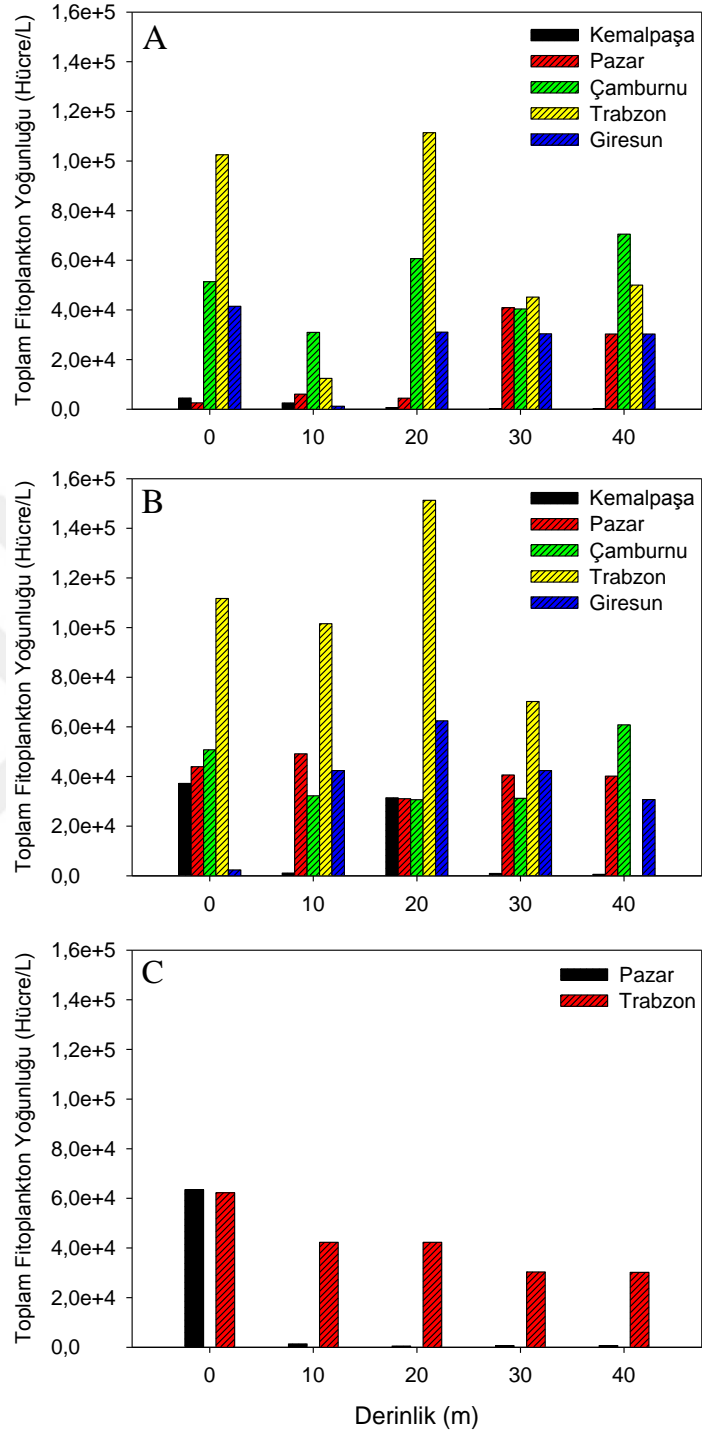 A
Toplam Fitoplankton Yoğunluğu (Hücre/L)
1,6e+5
1,4e+5
1,2e+5
1,0e+5
8,0e+4
6,0e+4
4,0e+4
2,0e+4
0,0
Kemalpaşa
Pazar
Çamburnu
Trabzon
Giresun
0 10 20 30 40
B
Toplam Fitoplankton Yoğunluğu (Hücre/L)
1,6e+5
1,4e+5
1,2e+5
1,0e+5
8,0e+4
6,0e+4
4,0e+4
2,0e+4
0,0
Kemalpaşa
Pazar
Çamburnu
Trabzon
Giresun
0 10 20 30 40
C
Toplam Fitoplankton Yoğunluğu (Hücre/L)
1,6e+5
1,4e+5
1,2e+5
1,0e+5
8,0e+4
6,0e+4
4,0e+4
2,0e+4
0,0
Pazar
Trabzon
0 10 20 30 40
Derinlik (m)